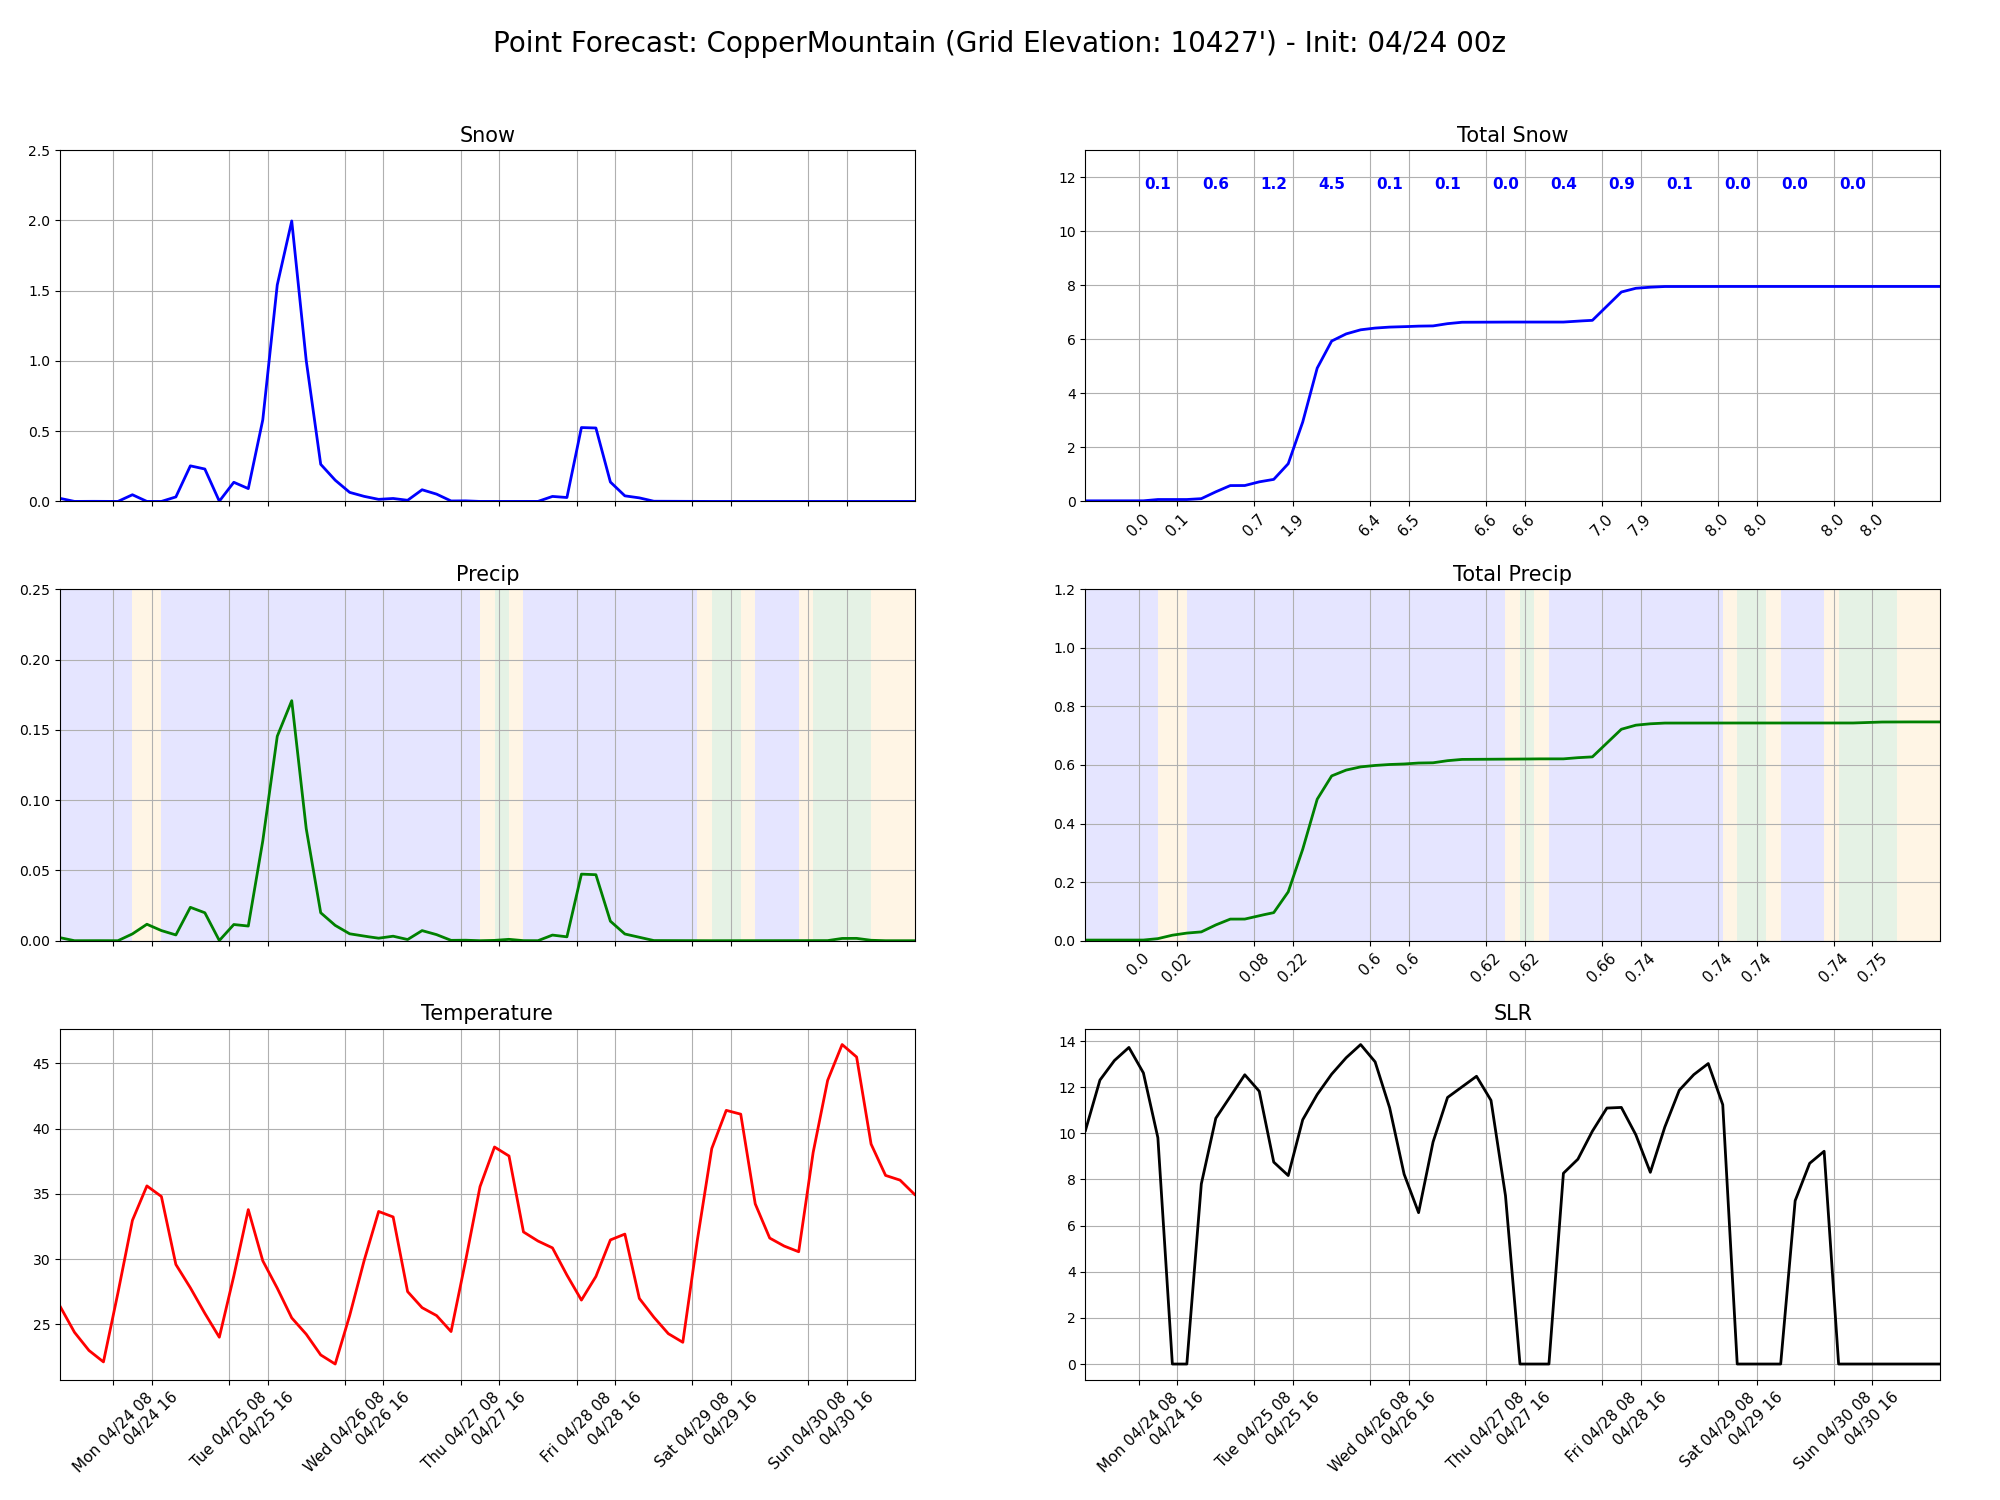 Point Forecast: CopperMountain (Grid Elevation: 10427') - Init: 04/24 00z
Snow
2.5
2.0
1.5
1.0
0.5
0.0
Total Snow
12
10
8
6
4
2
0
0.1 0.6 1.2 4.5 0.1 0.1 0.0 0.4 0.9 0.1 0.0 0.0 0.0
0.0 0.1 0.7 1.9 6.4 6.5 6.6 6.6 7.0 7.9 8.0 8.0 8.0 8.0
Precip
0.25
0.20
0.15
0.10
0.05
0.00
Total Precip
1.2
1.0
0.8
0.6
0.4
0.2
0.0
0.0 0.02 0.08 0.22 0.6 0.6 0.62 0.62 0.66 0.74 0.74 0.74 0.74 0.75
Temperature
45
40
35
30
25
Mon 04/24 08
04/24 16
Tue 04/25 08
04/25 16
Wed 04/26 08
04/26 16
Thu 04/27 08
04/27 16
Fri 04/28 08
04/28 16
Sat 04/29 08
04/29 16
Sun 04/30 08
04/30 16
SLR
14
12
10
8
6
4
2
0
Mon 04/24 08
04/24 16
Tue 04/25 08
04/25 16
Wed 04/26 08
04/26 16
Thu 04/27 08
04/27 16
Fri 04/28 08
04/28 16
Sat 04/29 08
04/29 16
Sun 04/30 08
04/30 16